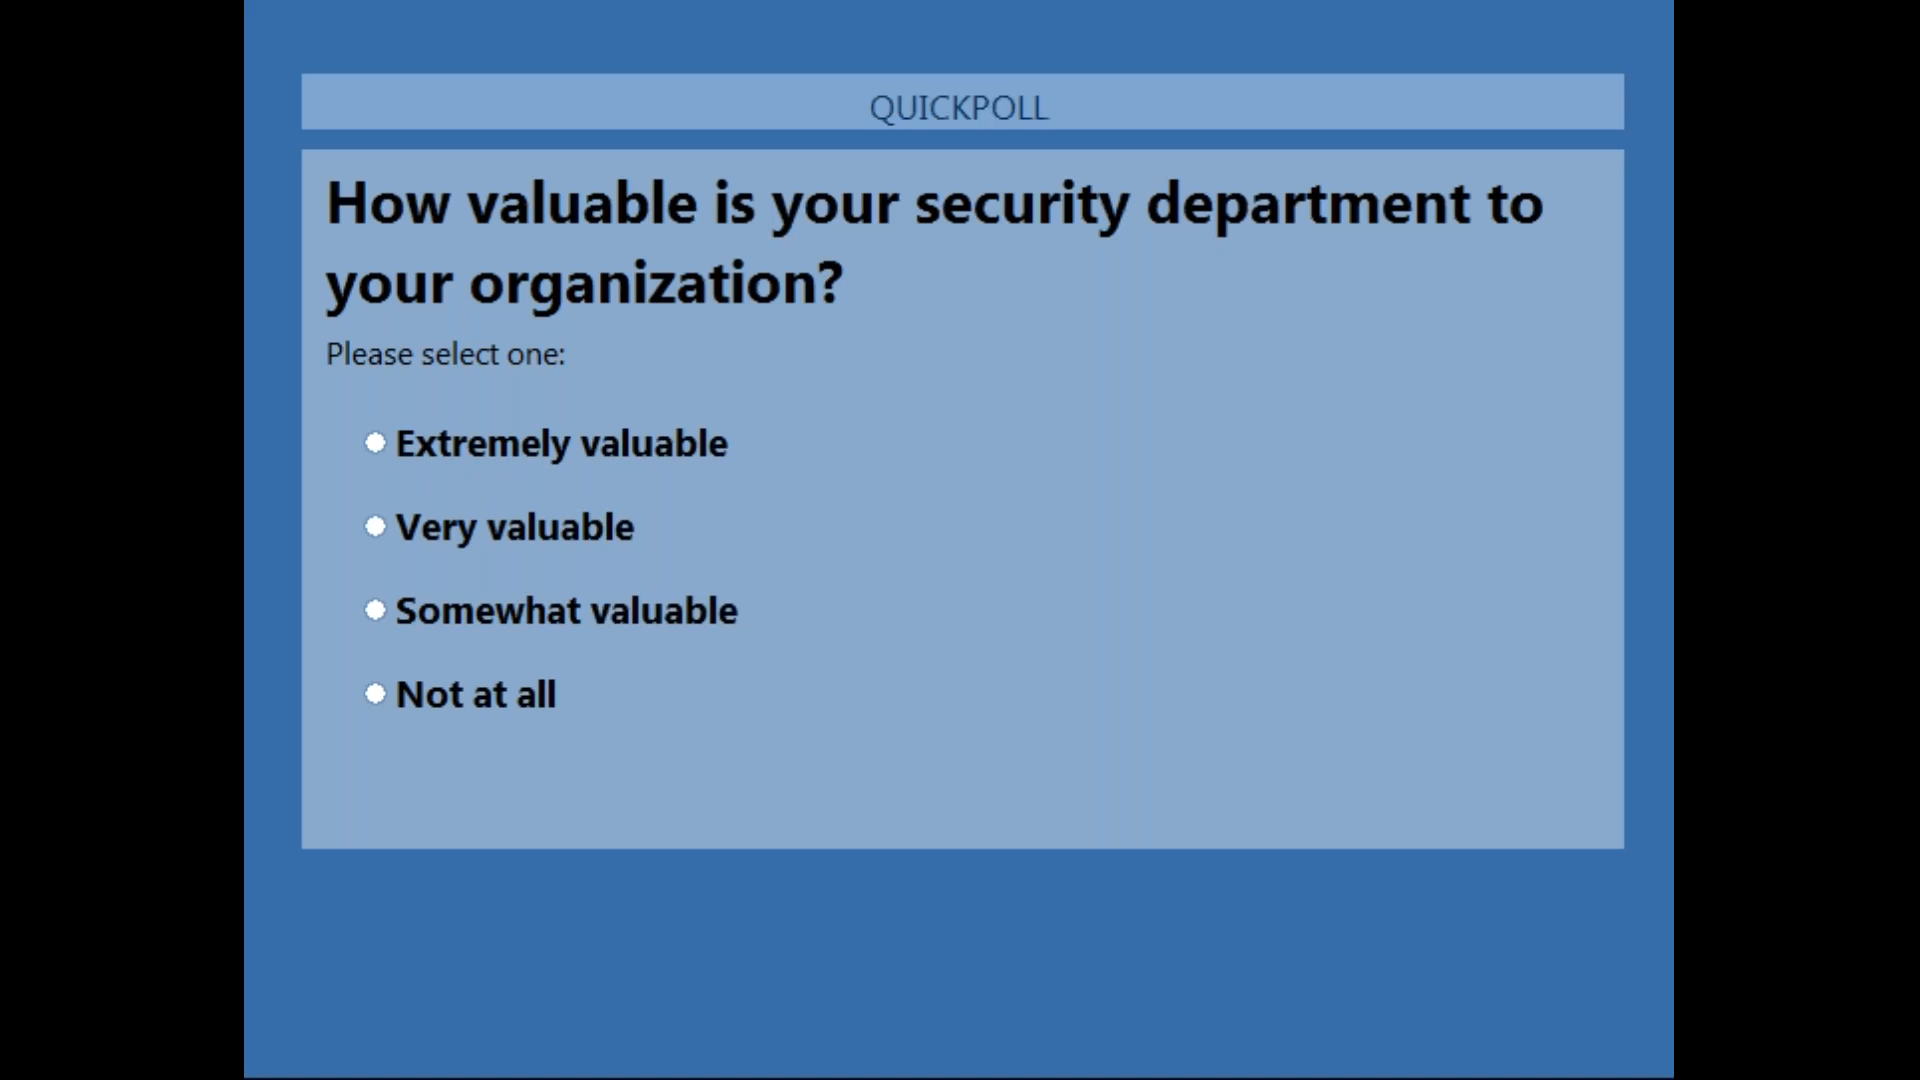 QUICKPOLL
How valuable is your security department to
your organization?
Please select one:
Extremely valuable
Very valuable
Somewhat valuable
Not at all